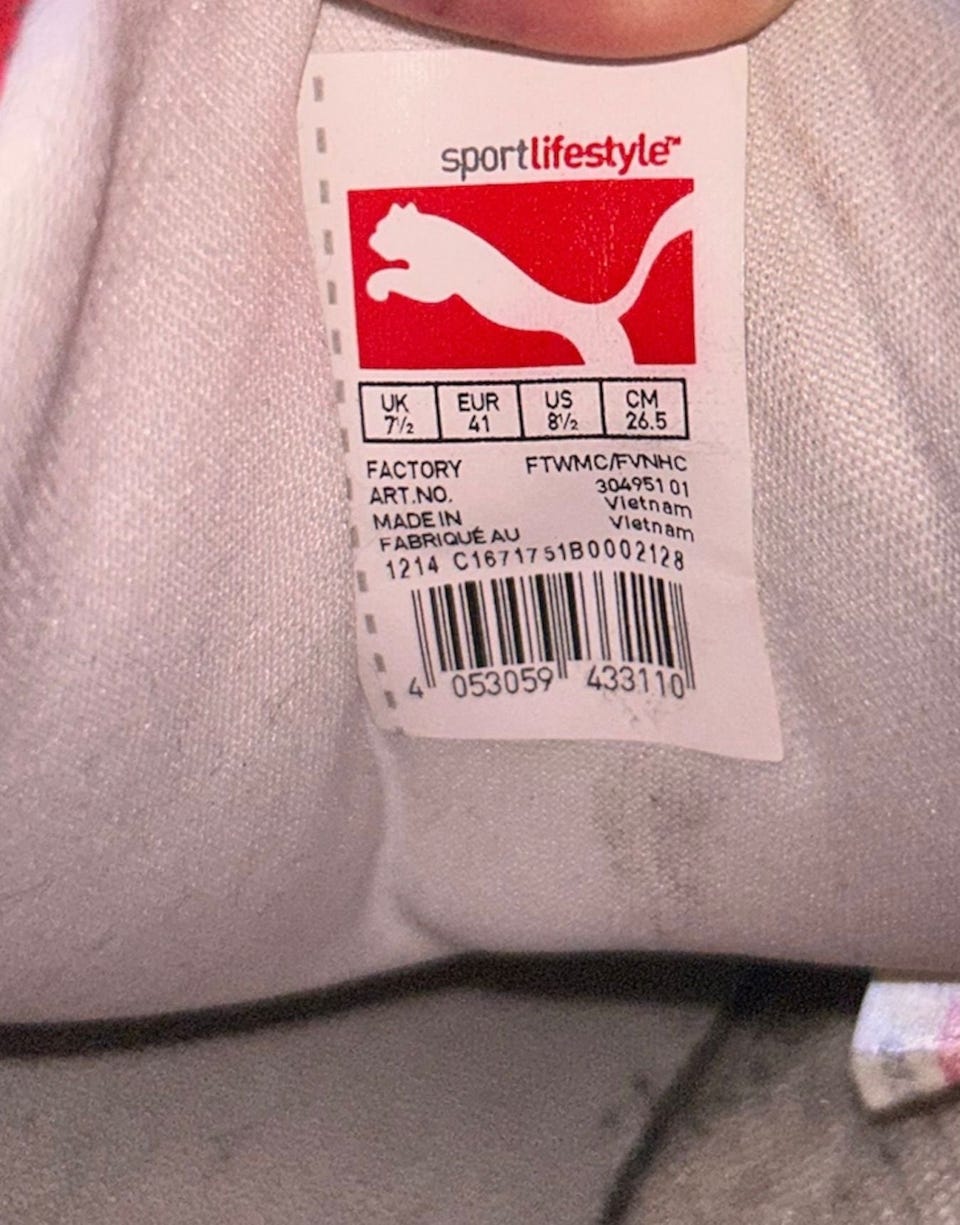 sportlifestyle™
UK EUR US CM
7½ 41 8½ 26.5
FACTORY FTWMC/FVNHC
ART.NO. 304951 01
MADE IN Vietnam
FABRIQUÉ AU Vietnam
1214 C1671751B0002128
4 053059 433110